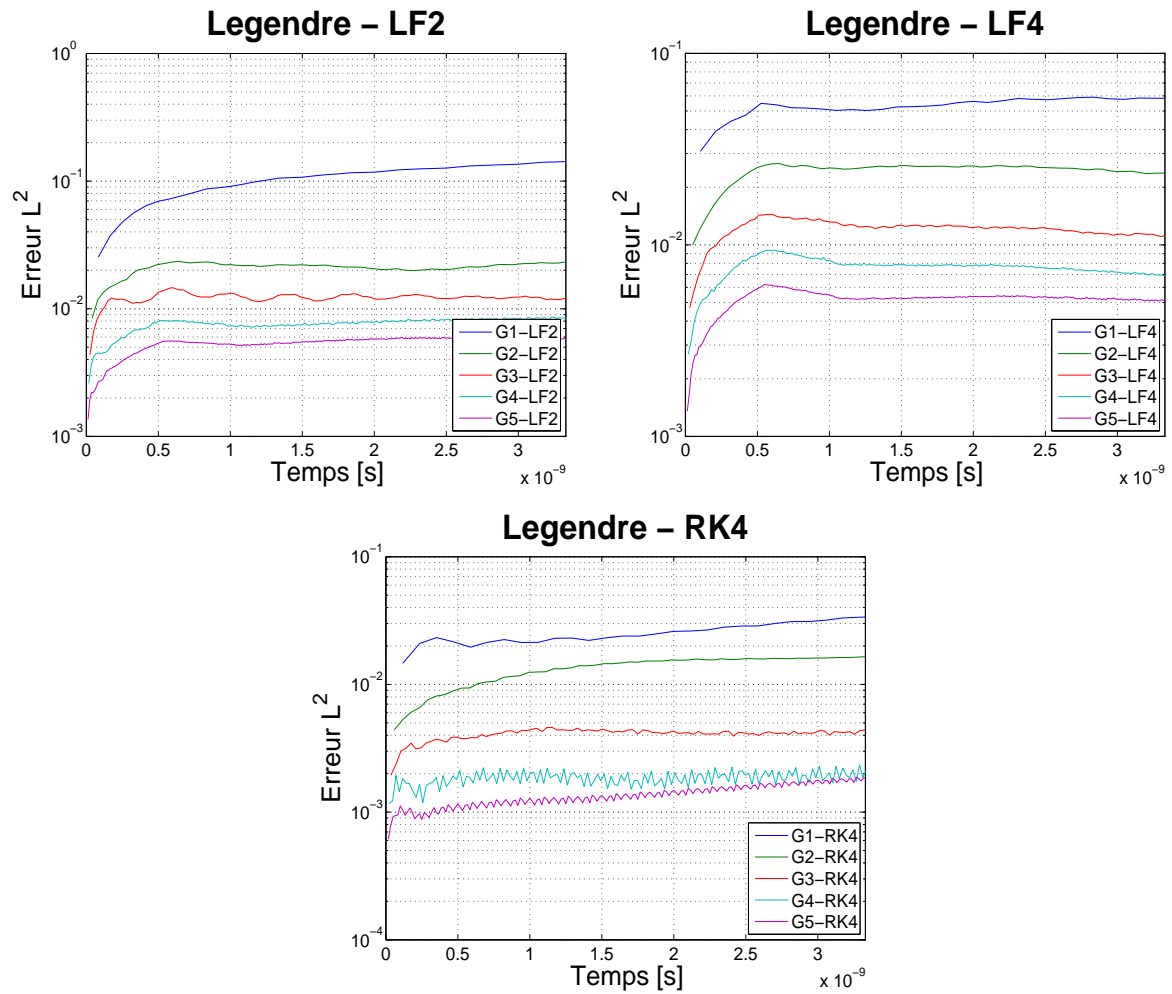 Legendre – LF2
10^0
10^-1
10^-2
10^-3
Erreur L^2
0 0.5 1 1.5 2 2.5 3
Temps [s]
x 10^-9
G1-LF2
G2-LF2
G3-LF2
G4-LF2
G5-LF2
Legendre – LF4
10^-1
10^-2
10^-3
Erreur L^2
0 0.5 1 1.5 2 2.5 3
Temps [s]
x 10^-9
G1-LF4
G2-LF4
G3-LF4
G4-LF4
G5-LF4
Legendre – RK4
10^-1
10^-2
10^-3
10^-4
Erreur L^2
0 0.5 1 1.5 2 2.5 3
Temps [s]
x 10^-9
G1-RK4
G2-RK4
G3-RK4
G4-RK4
G5-RK4